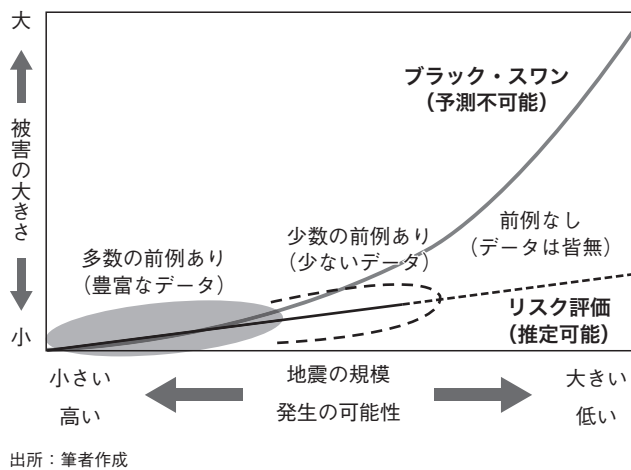 大
被害の大きさ
小
ブラック・スワン
（予測不可能）
多数の前例あり
（豊富なデータ）
少数の前例あり
（少ないデータ）
前例なし
（データは皆無）
リスク評価
（推定可能）
小さい
地震の規模
大きい
高い
発生の可能性
低い
出所：筆者作成